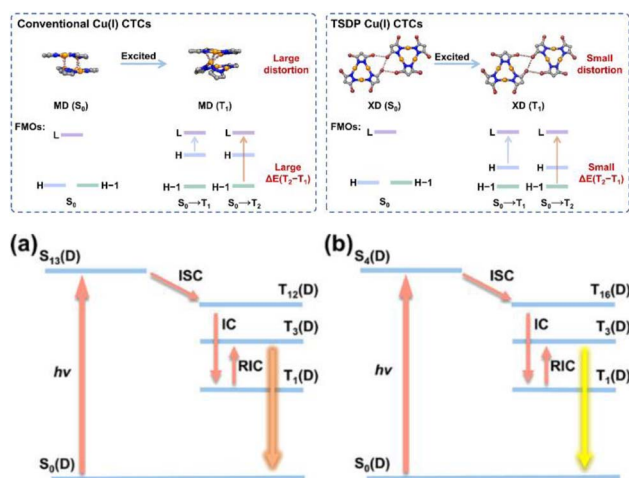 Conventional Cu(I) CTCs
Excited
Large
distortion
MD (S₀)
MD (T₁)
FMOs:
L
L
L
H
H
Large
ΔE(T₂−T₁)
H
H−1
H−1
H−1
S₀
S₀→T₁
S₀→T₂
TSDP Cu(I) CTCs
Excited
Small
distortion
XD (S₀)
XD (T₁)
FMOs:
L
L
L
H
H
Small
ΔE(T₂−T₁)
H
H−1
H−1
H−1
S₀
S₀→T₁
S₀→T₂
(a)
S₁₃(D)
ISC
T₁₂(D)
IC
T₃(D)
hv
RIC
T₁(D)
S₀(D)
(b)
S₄(D)
ISC
T₁₆(D)
IC
T₃(D)
hv
RIC
T₁(D)
S₀(D)